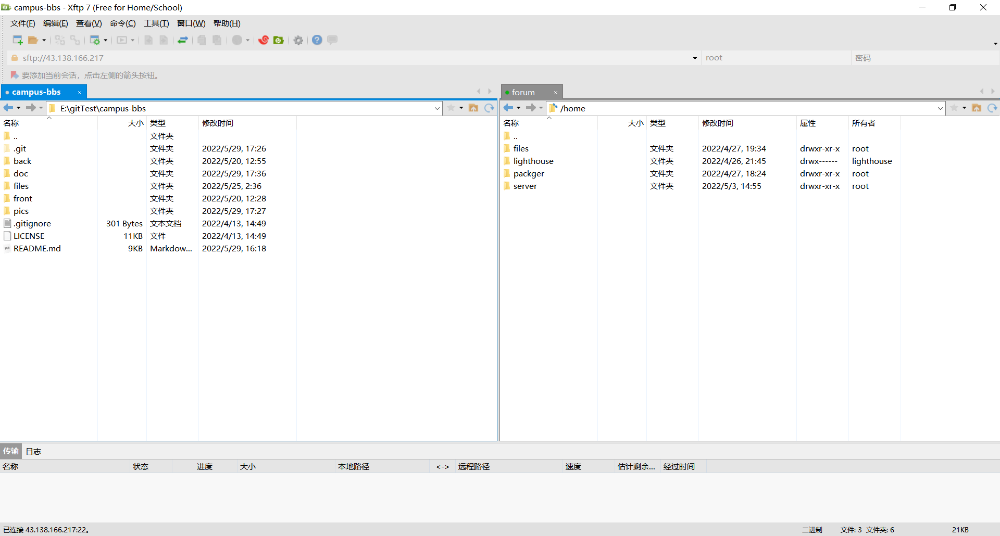 campus-bbs - Xftp 7 (Free for Home/School)
文件(F) 编辑(E) 查看(V) 命令(C) 工具(T) 窗口(W) 帮助(H)
sftp://43.138.166.217 root 密码
要添加当前会话，点击左侧的箭头按钮。
campus-bbs × forum ×
E:\gitTest\campus-bbs /home
名称 大小 类型 修改时间
..	文件夹
.git 文件夹 2022/5/29, 17:26
back 文件夹 2022/5/20, 12:55
doc 文件夹 2022/5/29, 17:36
files 文件夹 2022/5/25, 2:36
front 文件夹 2022/5/20, 12:28
pics 文件夹 2022/5/29, 17:27
.gitignore 301 Bytes 文本文档 2022/4/13, 14:49
LICENSE 11KB 文件 2022/4/13, 14:49
README.md 9KB Markdow... 2022/5/29, 16:18
名称 大小 类型 修改时间 属性 所有者
..
files 文件夹 2022/4/27, 19:34 drwxr-xr-x root
lighthouse 文件夹 2022/4/26, 21:45 drwx------ lighthouse
packger 文件夹 2022/4/27, 18:24 drwxr-xr-x root
server 文件夹 2022/5/3, 14:55 drwxr-xr-x root
传输 日志
名称 状态 进度 大小 本地路径 <-> 远程路径 速度 估计剩余... 经过时间
已连接 43.138.166.217:22。 二进制 文件: 3 文件夹: 6 21KB